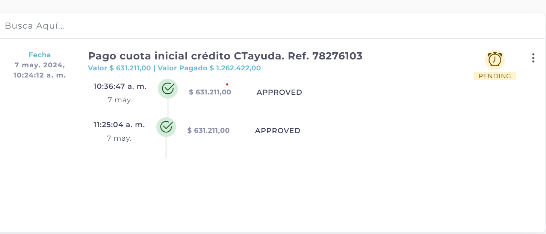 Busca Aquí...
Fecha
7 may. 2024,
10:24:12 a. m.
Pago cuota inicial crédito CTayuda. Ref. 78276103
Valor $ 631.211,00 | Valor Pagado $ 1.262.422,00
PENDING
10:36:47 a. m.
7 may.
$ 631.211,00
APPROVED
11:25:04 a. m.
7 may.
$ 631.211,00
APPROVED